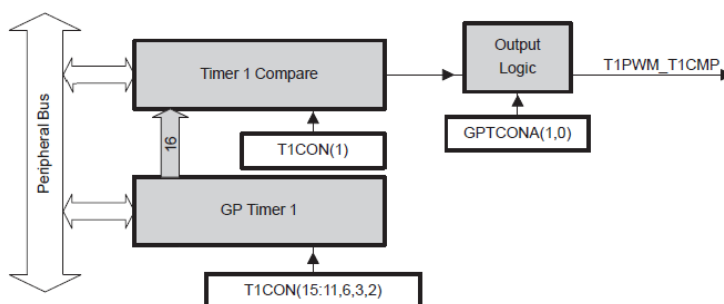 Peripheral Bus
Timer 1 Compare
Output
Logic
T1PWM_T1CMP
16
T1CON(1)
GPTCONA(1,0)
GP Timer 1
T1CON(15:11,6,3,2)